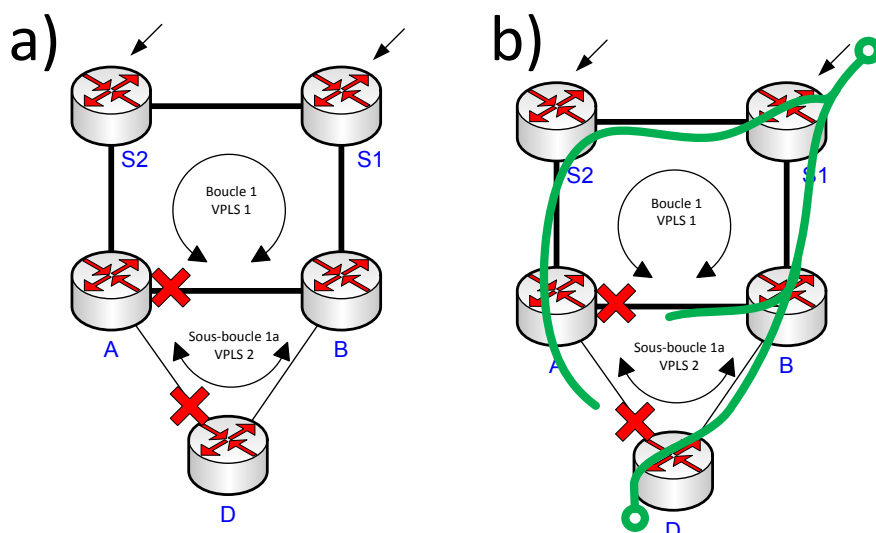 a)
S2
S1
Boucle 1
VPLS 1
A
B
Sous-boucle 1a
VPLS 2
D
b)
S2
S1
Boucle 1
VPLS 1
A
B
Sous-boucle 1a
VPLS 2
D